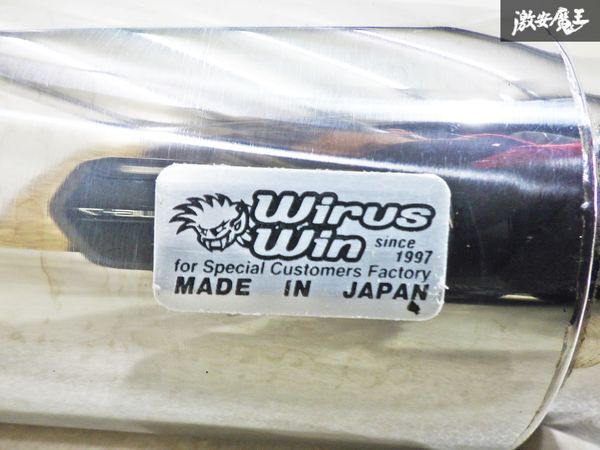 激安魔王
Wirus
Win
since
1997
for Special Customers Factory
MADE IN JAPAN